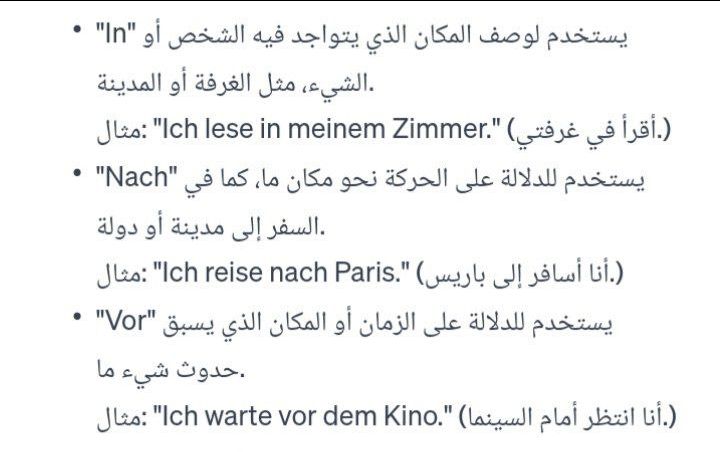 • "In" يستخدم لوصف المكان الذي يتواجد فيه الشخص أو
الشيء، مثل الغرفة أو المدينة.
مثال: "Ich lese in meinem Zimmer." (أقرأ في غرفتي.)
• "Nach" يستخدم للدلالة على الحركة نحو مكان ما، كما في
السفر إلى مدينة أو دولة.
مثال: "Ich reise nach Paris." (أنا أسافر إلى باريس.)
• "Vor" يستخدم للدلالة على الزمان أو المكان الذي يسبق
حدوث شيء ما.
مثال: "Ich warte vor dem Kino." (أنا انتظر أمام السينما.)